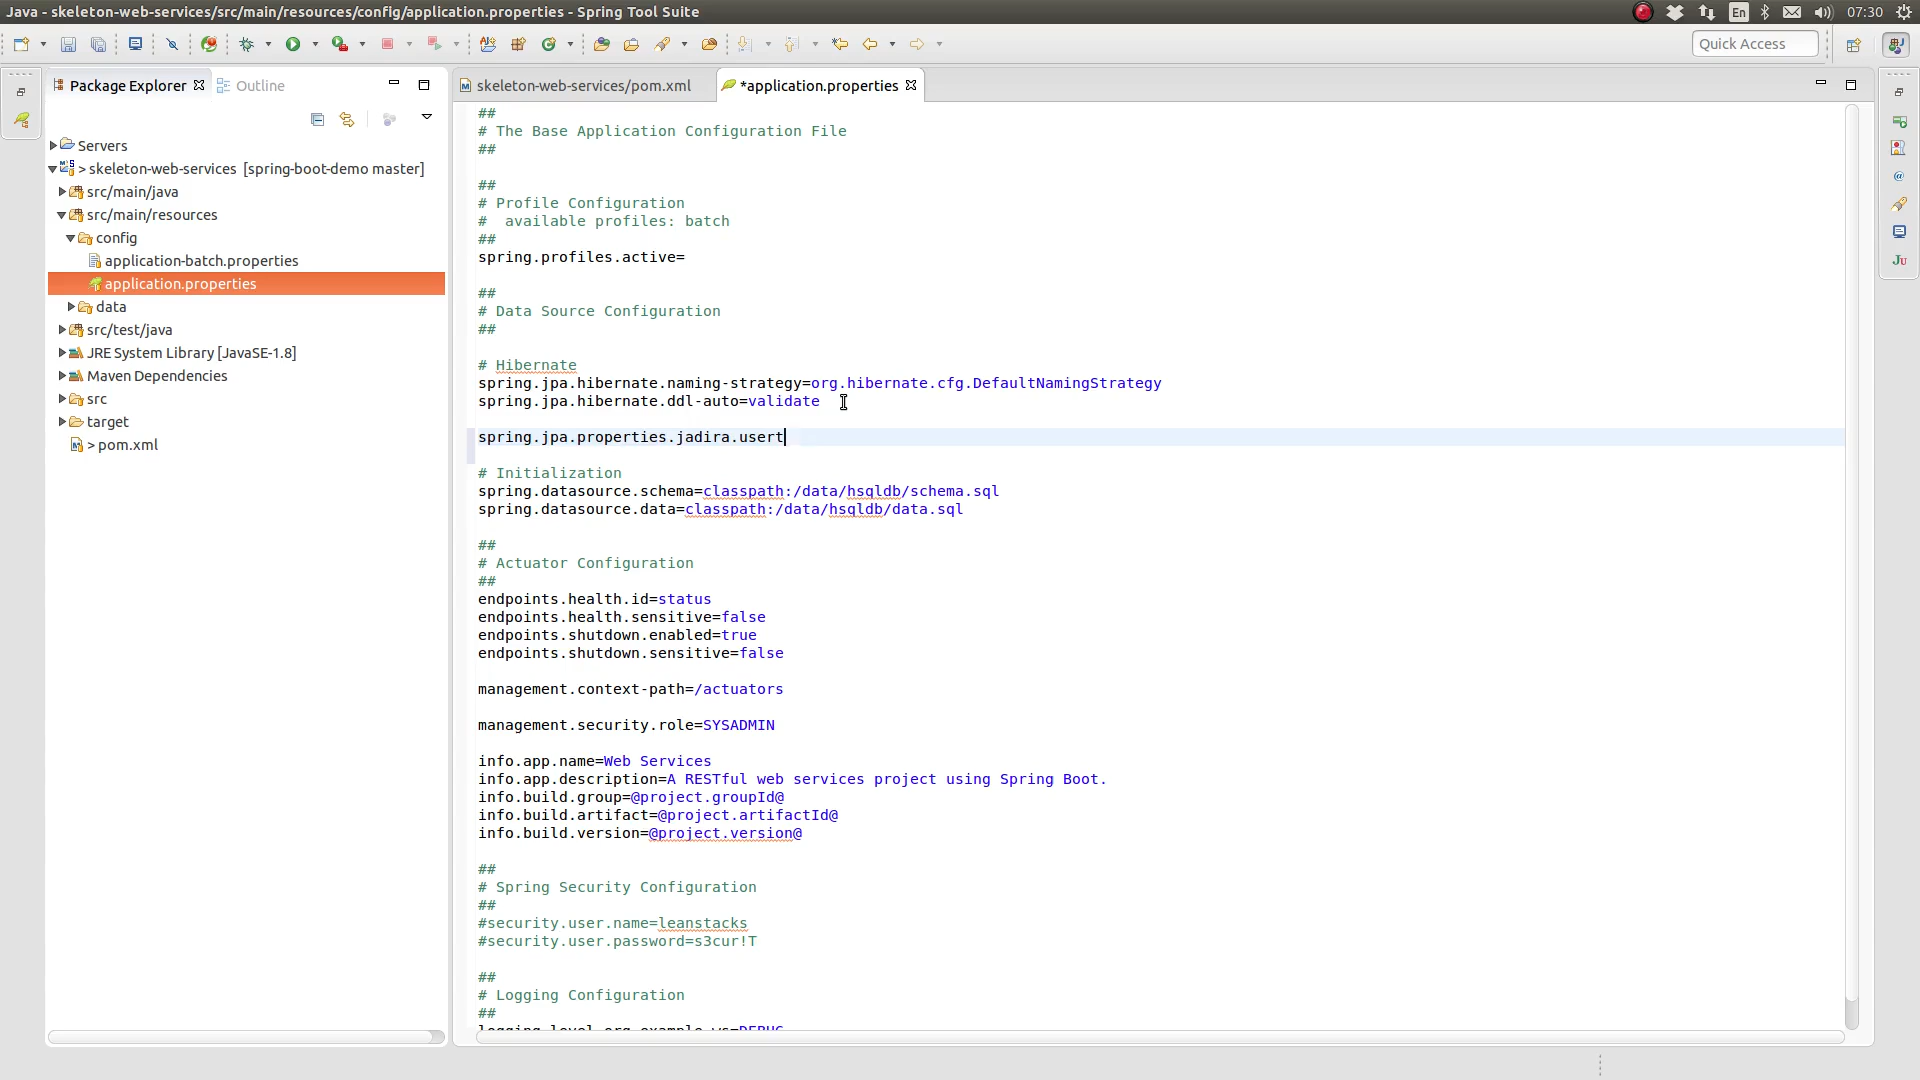 Java - skeleton-web-services/src/main/resources/config/application.properties - Spring Tool Suite
En
07:30
Quick Access
Package Explorer
Outline
Servers
> skeleton-web-services [spring-boot-demo master]
src/main/java
src/main/resources
config
application-batch.properties
application.properties
data
src/test/java
JRE System Library [JavaSE-1.8]
Maven Dependencies
src
target
> pom.xml
skeleton-web-services/pom.xml
*application.properties
##
# The Base Application Configuration File
##
##
# Profile Configuration
#  available profiles: batch
##
spring.profiles.active=
##
# Data Source Configuration
##
# Hibernate
spring.jpa.hibernate.naming-strategy=org.hibernate.cfg.DefaultNamingStrategy
spring.jpa.hibernate.ddl-auto=validate
spring.jpa.properties.jadira.usert
# Initialization
spring.datasource.schema=classpath:/data/hsqldb/schema.sql
spring.datasource.data=classpath:/data/hsqldb/data.sql
##
# Actuator Configuration
##
endpoints.health.id=status
endpoints.health.sensitive=false
endpoints.shutdown.enabled=true
endpoints.shutdown.sensitive=false
management.context-path=/actuators
management.security.role=SYSADMIN
info.app.name=Web Services
info.app.description=A RESTful web services project using Spring Boot.
info.build.group=@project.groupId@
info.build.artifact=@project.artifactId@
info.build.version=@project.version@
##
# Spring Security Configuration
##
#security.user.name=leanstacks
#security.user.password=s3cur!T
##
# Logging Configuration
##
logging.level.org.example.ws=DEBUG
Ju